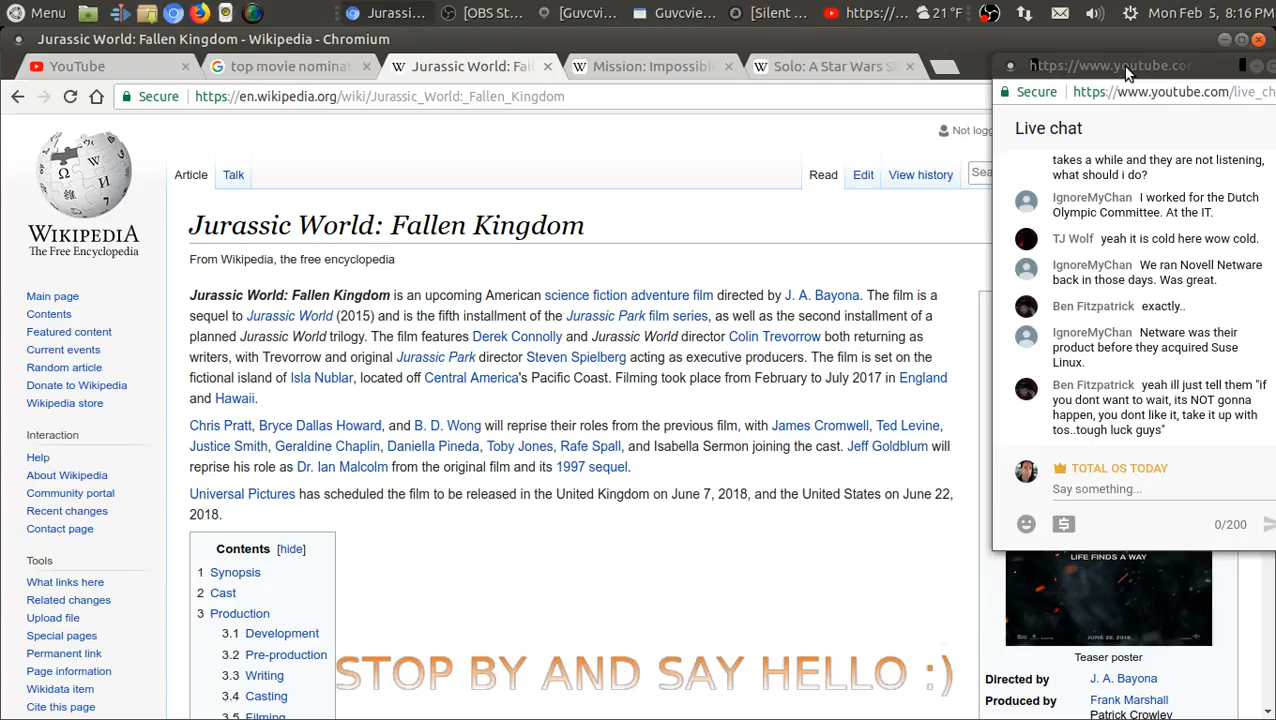 Menu
Jurassi...
[OBS St...
[Guvcvi...
Guvcvie...
[Silent ...
https:/...
21 °F
Mon Feb 5, 8:16 PM
Jurassic World: Fallen Kingdom - Wikipedia - Chromium
YouTube
top movie nominat
Jurassic World: Fal
Mission: Impossibl
Solo: A Star Wars S
https://www.youtube.co
Secure
https://en.wikipedia.org/wiki/Jurassic_World:_Fallen_Kingdom
Secure
https://www.youtube.com/live_ch
Not logg
Article
Talk
Read
Edit
View history
Sea
WIKIPEDIA
The Free Encyclopedia
Main page
Contents
Featured content
Current events
Random article
Donate to Wikipedia
Wikipedia store
Interaction
Help
About Wikipedia
Community portal
Recent changes
Contact page
Tools
What links here
Related changes
Upload file
Special pages
Permanent link
Page information
Wikidata item
Cite this page
Jurassic World: Fallen Kingdom
From Wikipedia, the free encyclopedia
Jurassic World: Fallen Kingdom is an upcoming American science fiction adventure film directed by J. A. Bayona. The film is a
sequel to Jurassic World (2015) and is the fifth installment of the Jurassic Park film series, as well as the second installment of a
planned Jurassic World trilogy. The film features Derek Connolly and Jurassic World director Colin Trevorrow both returning as
writers, with Trevorrow and original Jurassic Park director Steven Spielberg acting as executive producers. The film is set on the
fictional island of Isla Nublar, located off Central America's Pacific Coast. Filming took place from February to July 2017 in England
and Hawaii.
Chris Pratt, Bryce Dallas Howard, and B. D. Wong will reprise their roles from the previous film, with James Cromwell, Ted Levine,
Justice Smith, Geraldine Chaplin, Daniella Pineda, Toby Jones, Rafe Spall, and Isabella Sermon joining the cast. Jeff Goldblum will
reprise his role as Dr. Ian Malcolm from the original film and its 1997 sequel.
Universal Pictures has scheduled the film to be released in the United Kingdom on June 7, 2018, and the United States on June 22,
2018.
Contents [hide]
1 Synopsis
2 Cast
3 Production
3.1 Development
3.2 Pre-production
3.3 Writing
3.4 Casting
3.5 Filming
STOP BY AND SAY HELLO :)
Live chat
takes a while and they are not listening,
what should i do?
IgnoreMyChan I worked for the Dutch
Olympic Committee. At the IT.
TJ Wolf yeah it is cold here wow cold.
IgnoreMyChan We ran Novell Netware
back in those days. Was great.
Ben Fitzpatrick exactly..
IgnoreMyChan Netware was their
product before they acquired Suse
Linux.
Ben Fitzpatrick yeah ill just tell them "if
you dont want to wait, its NOT gonna
happen, you dont like it, take it up with
tos..tough luck guys"
TOTAL OS TODAY
Say something...
0/200
LIFE FINDS A WAY
JUNE 22, 2018
Teaser poster
Directed by J. A. Bayona
Produced by Frank Marshall
Patrick Crowley